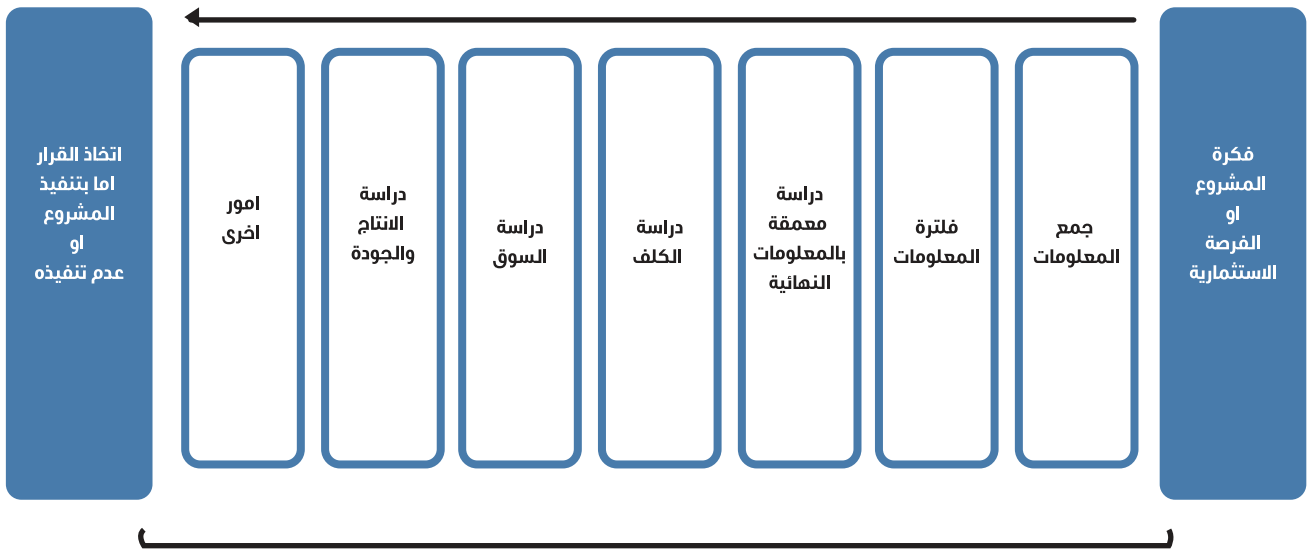 فكرة
المشروع
او
الفرصة
الاستثمارية
جمع
المعلومات
فلترة
المعلومات
دراسة
معمقة
بالمعلومات
النهائية
دراسة
الكلف
دراسة
السوق
دراسة
الانتاج
والجودة
امور
اخرى
اتخاذ القرار
اما بتنفيذ
المشروع
او
عدم تنفيذه